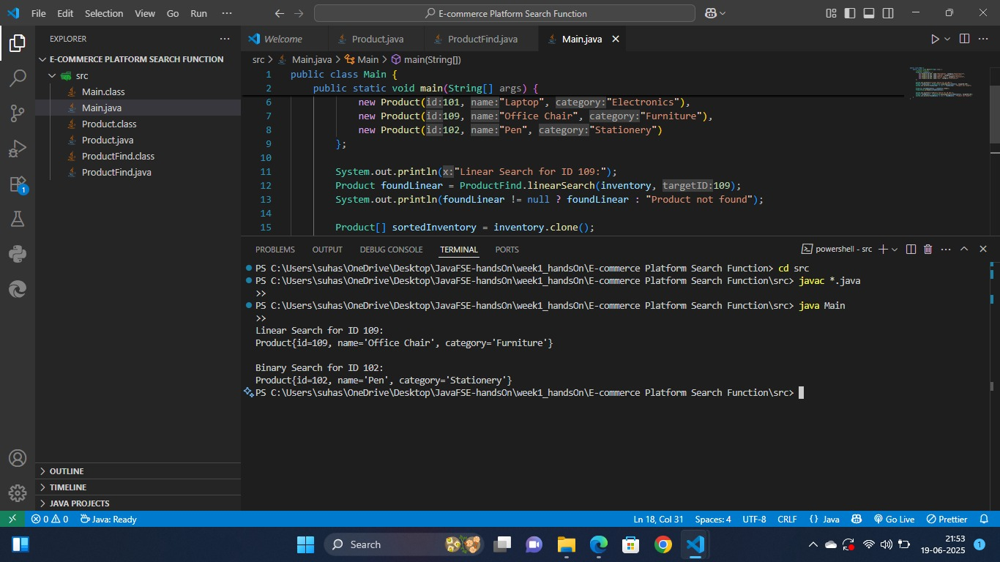 File Edit Selection View Go Run ··· E-commerce Platform Search Function
EXPLORER ···
Welcome Product.java ProductFind.java Main.java
E-COMMERCE PLATFORM SEARCH FUNCTION
src
Main.class
Main.java
Product.class
Product.java
ProductFind.class
ProductFind.java
OUTLINE
TIMELINE
JAVA PROJECTS
1
src > Main.java > Main > main(String[])
1 public class Main {
2 public static void main(String[] args) {
6 new Product(id:101, name:"Laptop", category:"Electronics"),
7 new Product(id:109, name:"Office Chair", category:"Furniture"),
8 new Product(id:102, name:"Pen", category:"Stationery")
9 };
10
11 System.out.println(x:"Linear Search for ID 109:");
12 Product foundLinear = ProductFind.linearSearch(inventory, targetID:109);
13 System.out.println(foundLinear != null ? foundLinear : "Product not found");
14
15 Product[] sortedInventory = inventory.clone();
PROBLEMS OUTPUT DEBUG CONSOLE TERMINAL PORTS powershell - src
PS C:\Users\suhas\OneDrive\Desktop\JavaFSE-handsOn\week1_handsOn\E-commerce Platform Search Function> cd src
PS C:\Users\suhas\OneDrive\Desktop\JavaFSE-handsOn\week1_handsOn\E-commerce Platform Search Function\src> javac *.java
>>
PS C:\Users\suhas\OneDrive\Desktop\JavaFSE-handsOn\week1_handsOn\E-commerce Platform Search Function\src> java Main
>>
Linear Search for ID 109:
Product{id=109, name='Office Chair', category='Furniture'}
Binary Search for ID 102:
Product{id=102, name='Pen', category='Stationery'}
PS C:\Users\suhas\OneDrive\Desktop\JavaFSE-handsOn\week1_handsOn\E-commerce Platform Search Function\src>
0 0 Java: Ready Ln 18, Col 31 Spaces: 4 UTF-8 CRLF {} Java Go Live Prettier
Search 21:53
19-06-2025 1